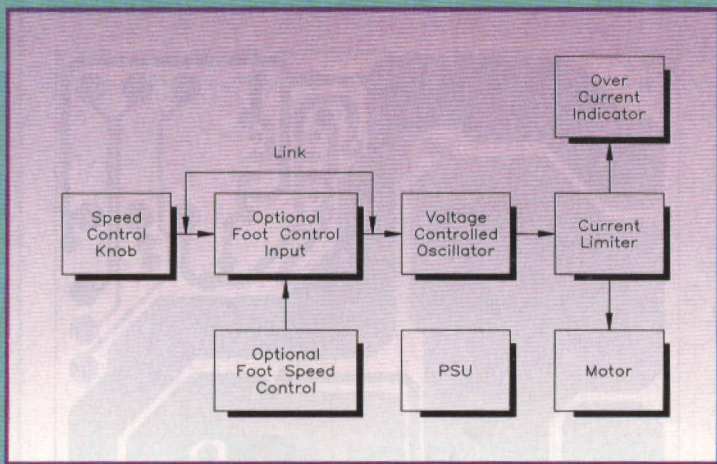 Over
Current
Indicator
Link
Speed
Control
Knob
Optional
Foot Control
Input
Voltage
Controlled
Oscillator
Current
Limiter
Optional
Foot Speed
Control
PSU
Motor